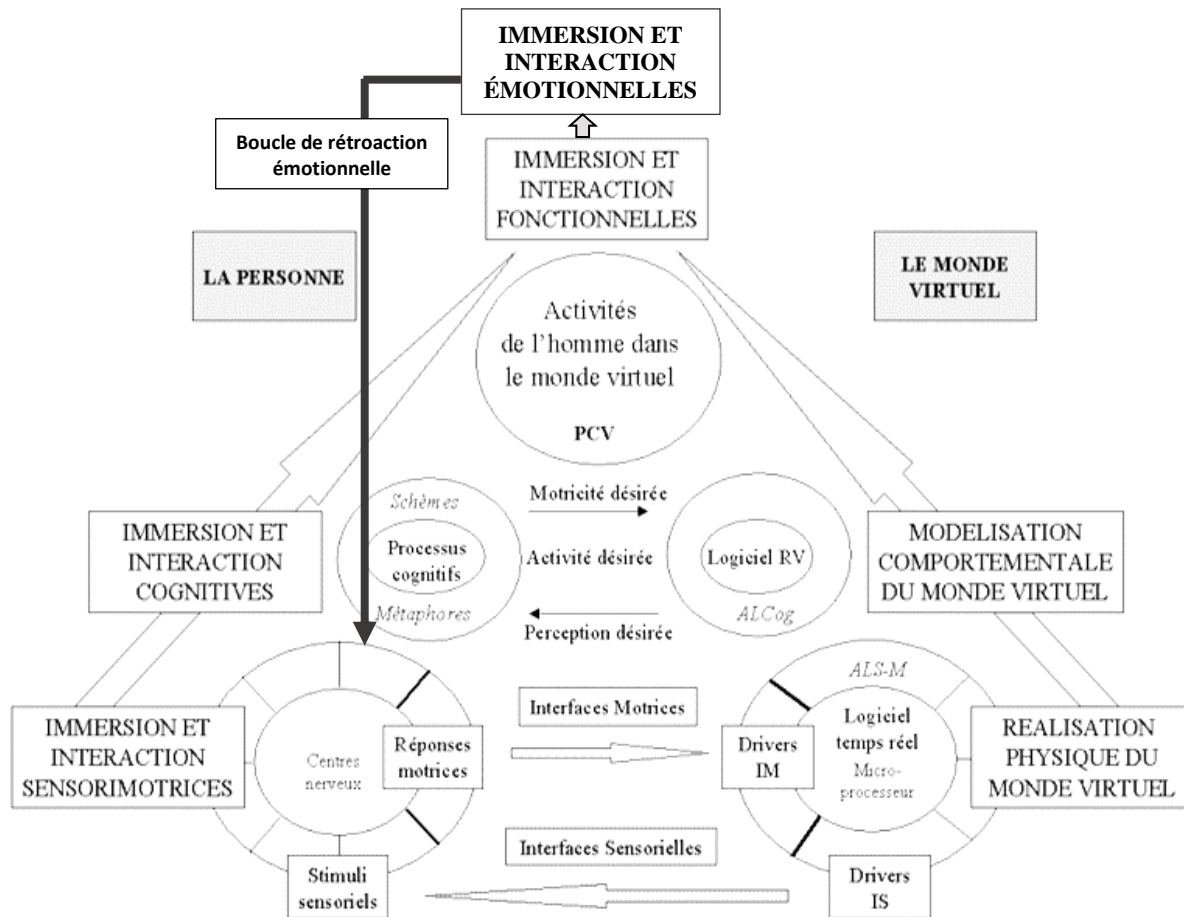 IMMERSION ET
INTERACTION
ÉMOTIONNELLES
Boucle de rétroaction
émotionnelle
IMMERSION ET
INTERACTION
FONCTIONNELLES
LA PERSONNE
LE MONDE
VIRTUEL
Activités
de l'homme dans
le monde virtuel
PCV
IMMERSION ET
INTERACTION
COGNITIVES
Schèmes
Processus
cognitifs
Métaphores
Motricité désirée
Activité désirée
Perception désirée
Logiciel RV
ALCog
MODELISATION
COMPORTEMENTALE
DU MONDE VIRTUEL
IMMERSION ET
INTERACTION
SENSORIMOTRICES
Centres
nerveux
Réponses
motrices
Stimuli
sensoriels
Interfaces Motrices
Interfaces Sensorielles
ALS-M
Drivers
IM
Logiciel
temps réel
Micro-
processeur
Drivers
IS
REALISATION
PHYSIQUE DU
MONDE VIRTUEL